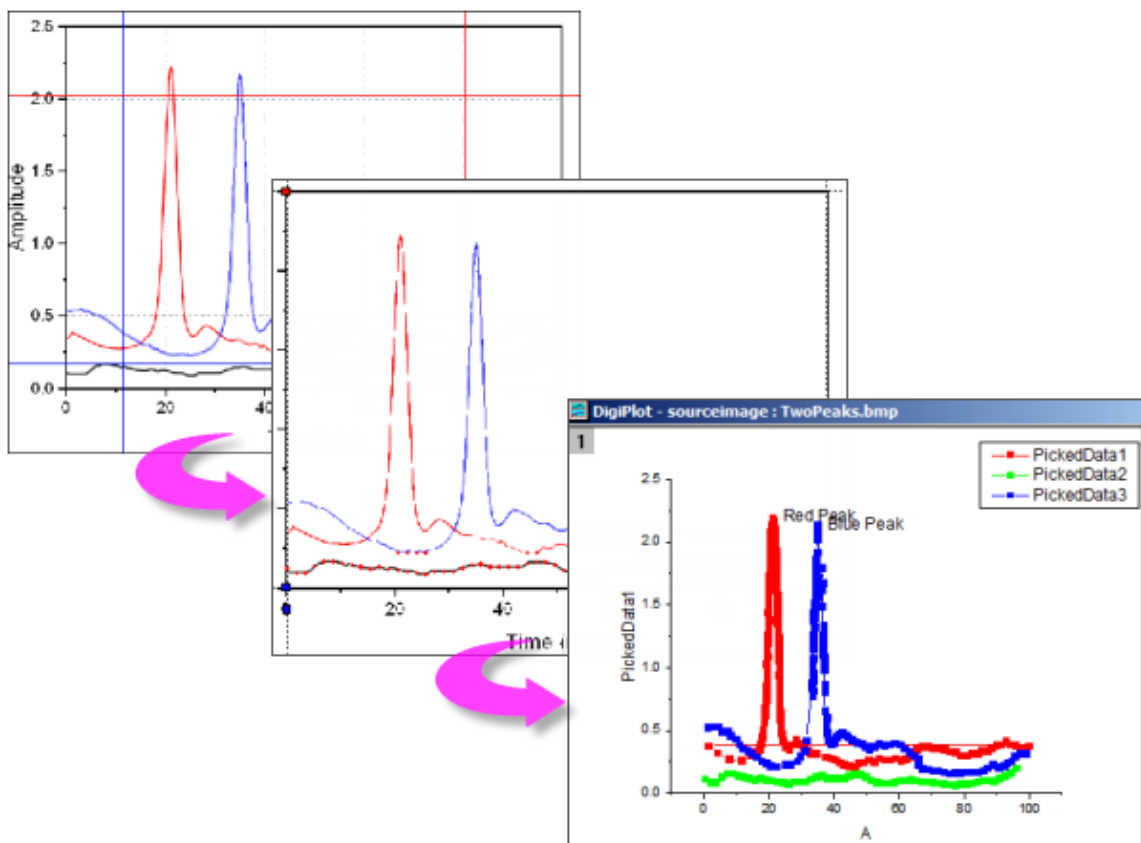 2.5
2.0
1.5
1.0
0.5
0.0
Amplitude
0 20 40
20 40
Time
DigiPlot - sourceimage : TwoPeaks.bmp
1
PickedData1
PickedData2
PickedData3
Red Peak
Blue Peak
2.5
2.0
1.5
1.0
0.5
0.0
PickedData1
0 20 40 60 80 100
A